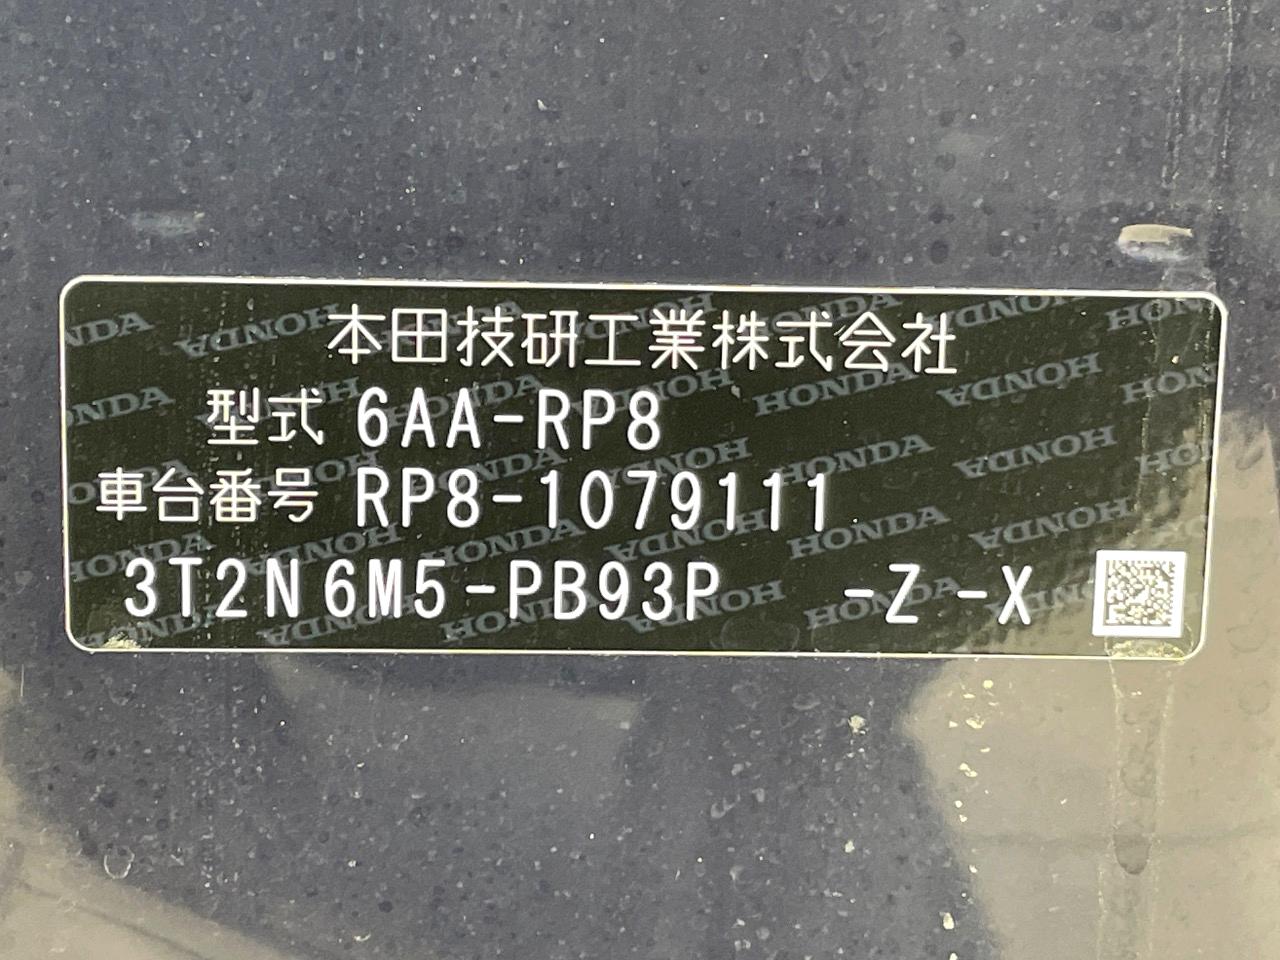 本田技研工業株式会社
型式 6AA-RP8
車台番号 RP8-1079111
3T2N6M5-PB93P -Z -X